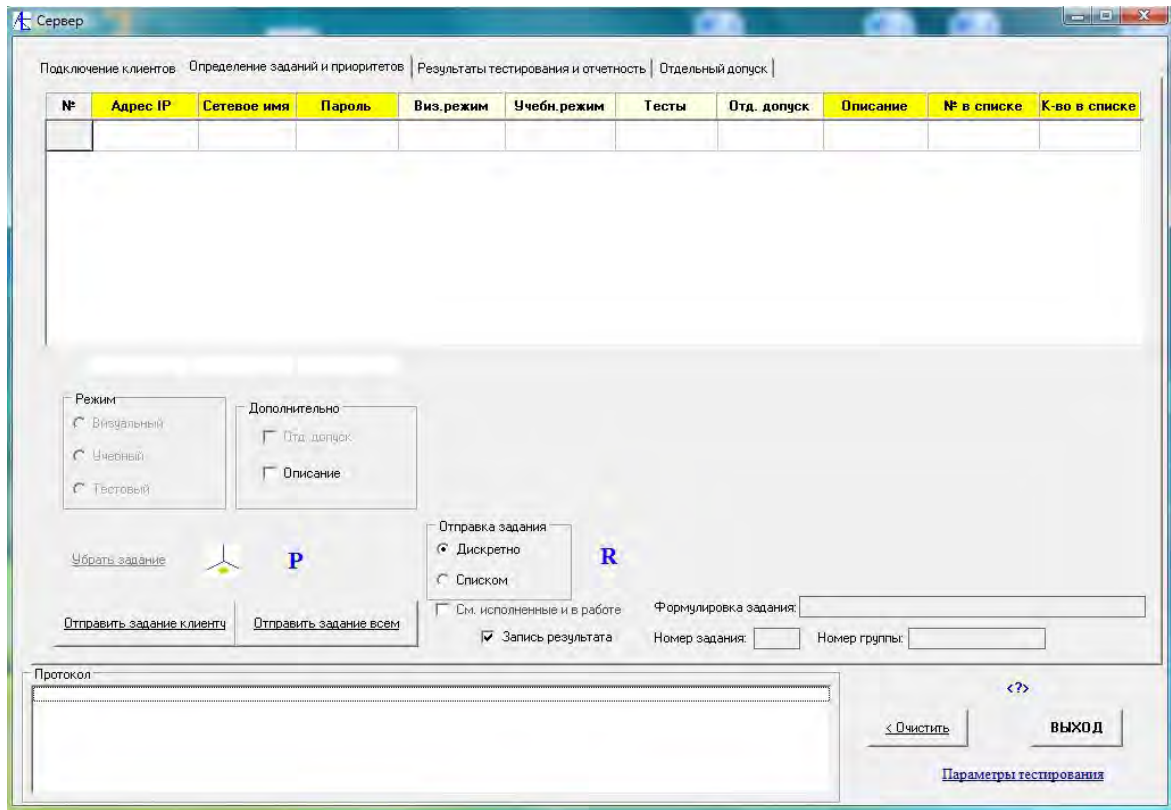 Сервер
Подключение клиентов Определение заданий и приоритетов Результаты тестирования и отчетность Отдельный допуск
№ Адрес IP Сетевое имя Пароль Виз.режим Учебн.режим Тесты Отд. допуск Описание № в списке К-во в списке
Режим
Визуальный
Учебный
Тестовый
Дополнительно
Отд. допуск
Описание
Убрать задание
P
Отправка задания
Дискретно
Списком
R
См. исполненные и в работе
Запись результата
Формулировка задания:
Номер задания: Номер группы:
Отправить задание клиенту Отправить задание всем
Протокол
<?>
< Очистить ВЫХОД
Параметры тестирования